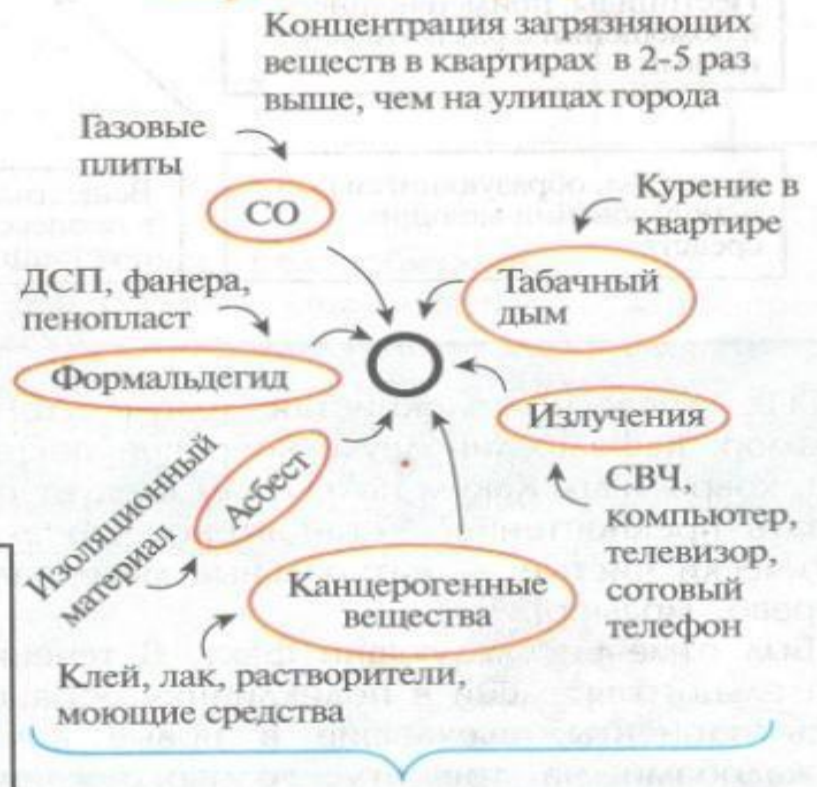 Концентрация загрязняющих
веществ в квартирах в 2-5 раз
выше, чем на улицах города
Газовые
плиты
СО
Курение в
квартире
Табачный
дым
ДСП, фанера,
пенопласт
Формальдегид
Излучения
СВЧ,
компьютер,
телевизор,
сотовый
телефон
Асбест
Изоляционный
материал
Канцерогенные
вещества
Клей, лак, растворители,
моющие средства